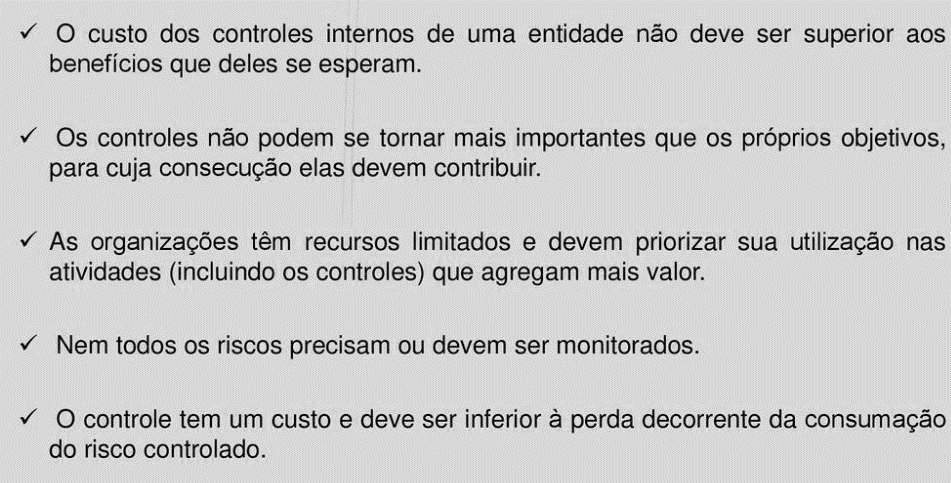 ✓ O custo dos controles internos de uma entidade não deve ser superior aos
benefícios que deles se esperam.
✓ Os controles não podem se tornar mais importantes que os próprios objetivos,
para cuja consecução elas devem contribuir.
✓ As organizações têm recursos limitados e devem priorizar sua utilização nas
atividades (incluindo os controles) que agregam mais valor.
✓ Nem todos os riscos precisam ou devem ser monitorados.
✓ O controle tem um custo e deve ser inferior à perda decorrente da consumação
do risco controlado.